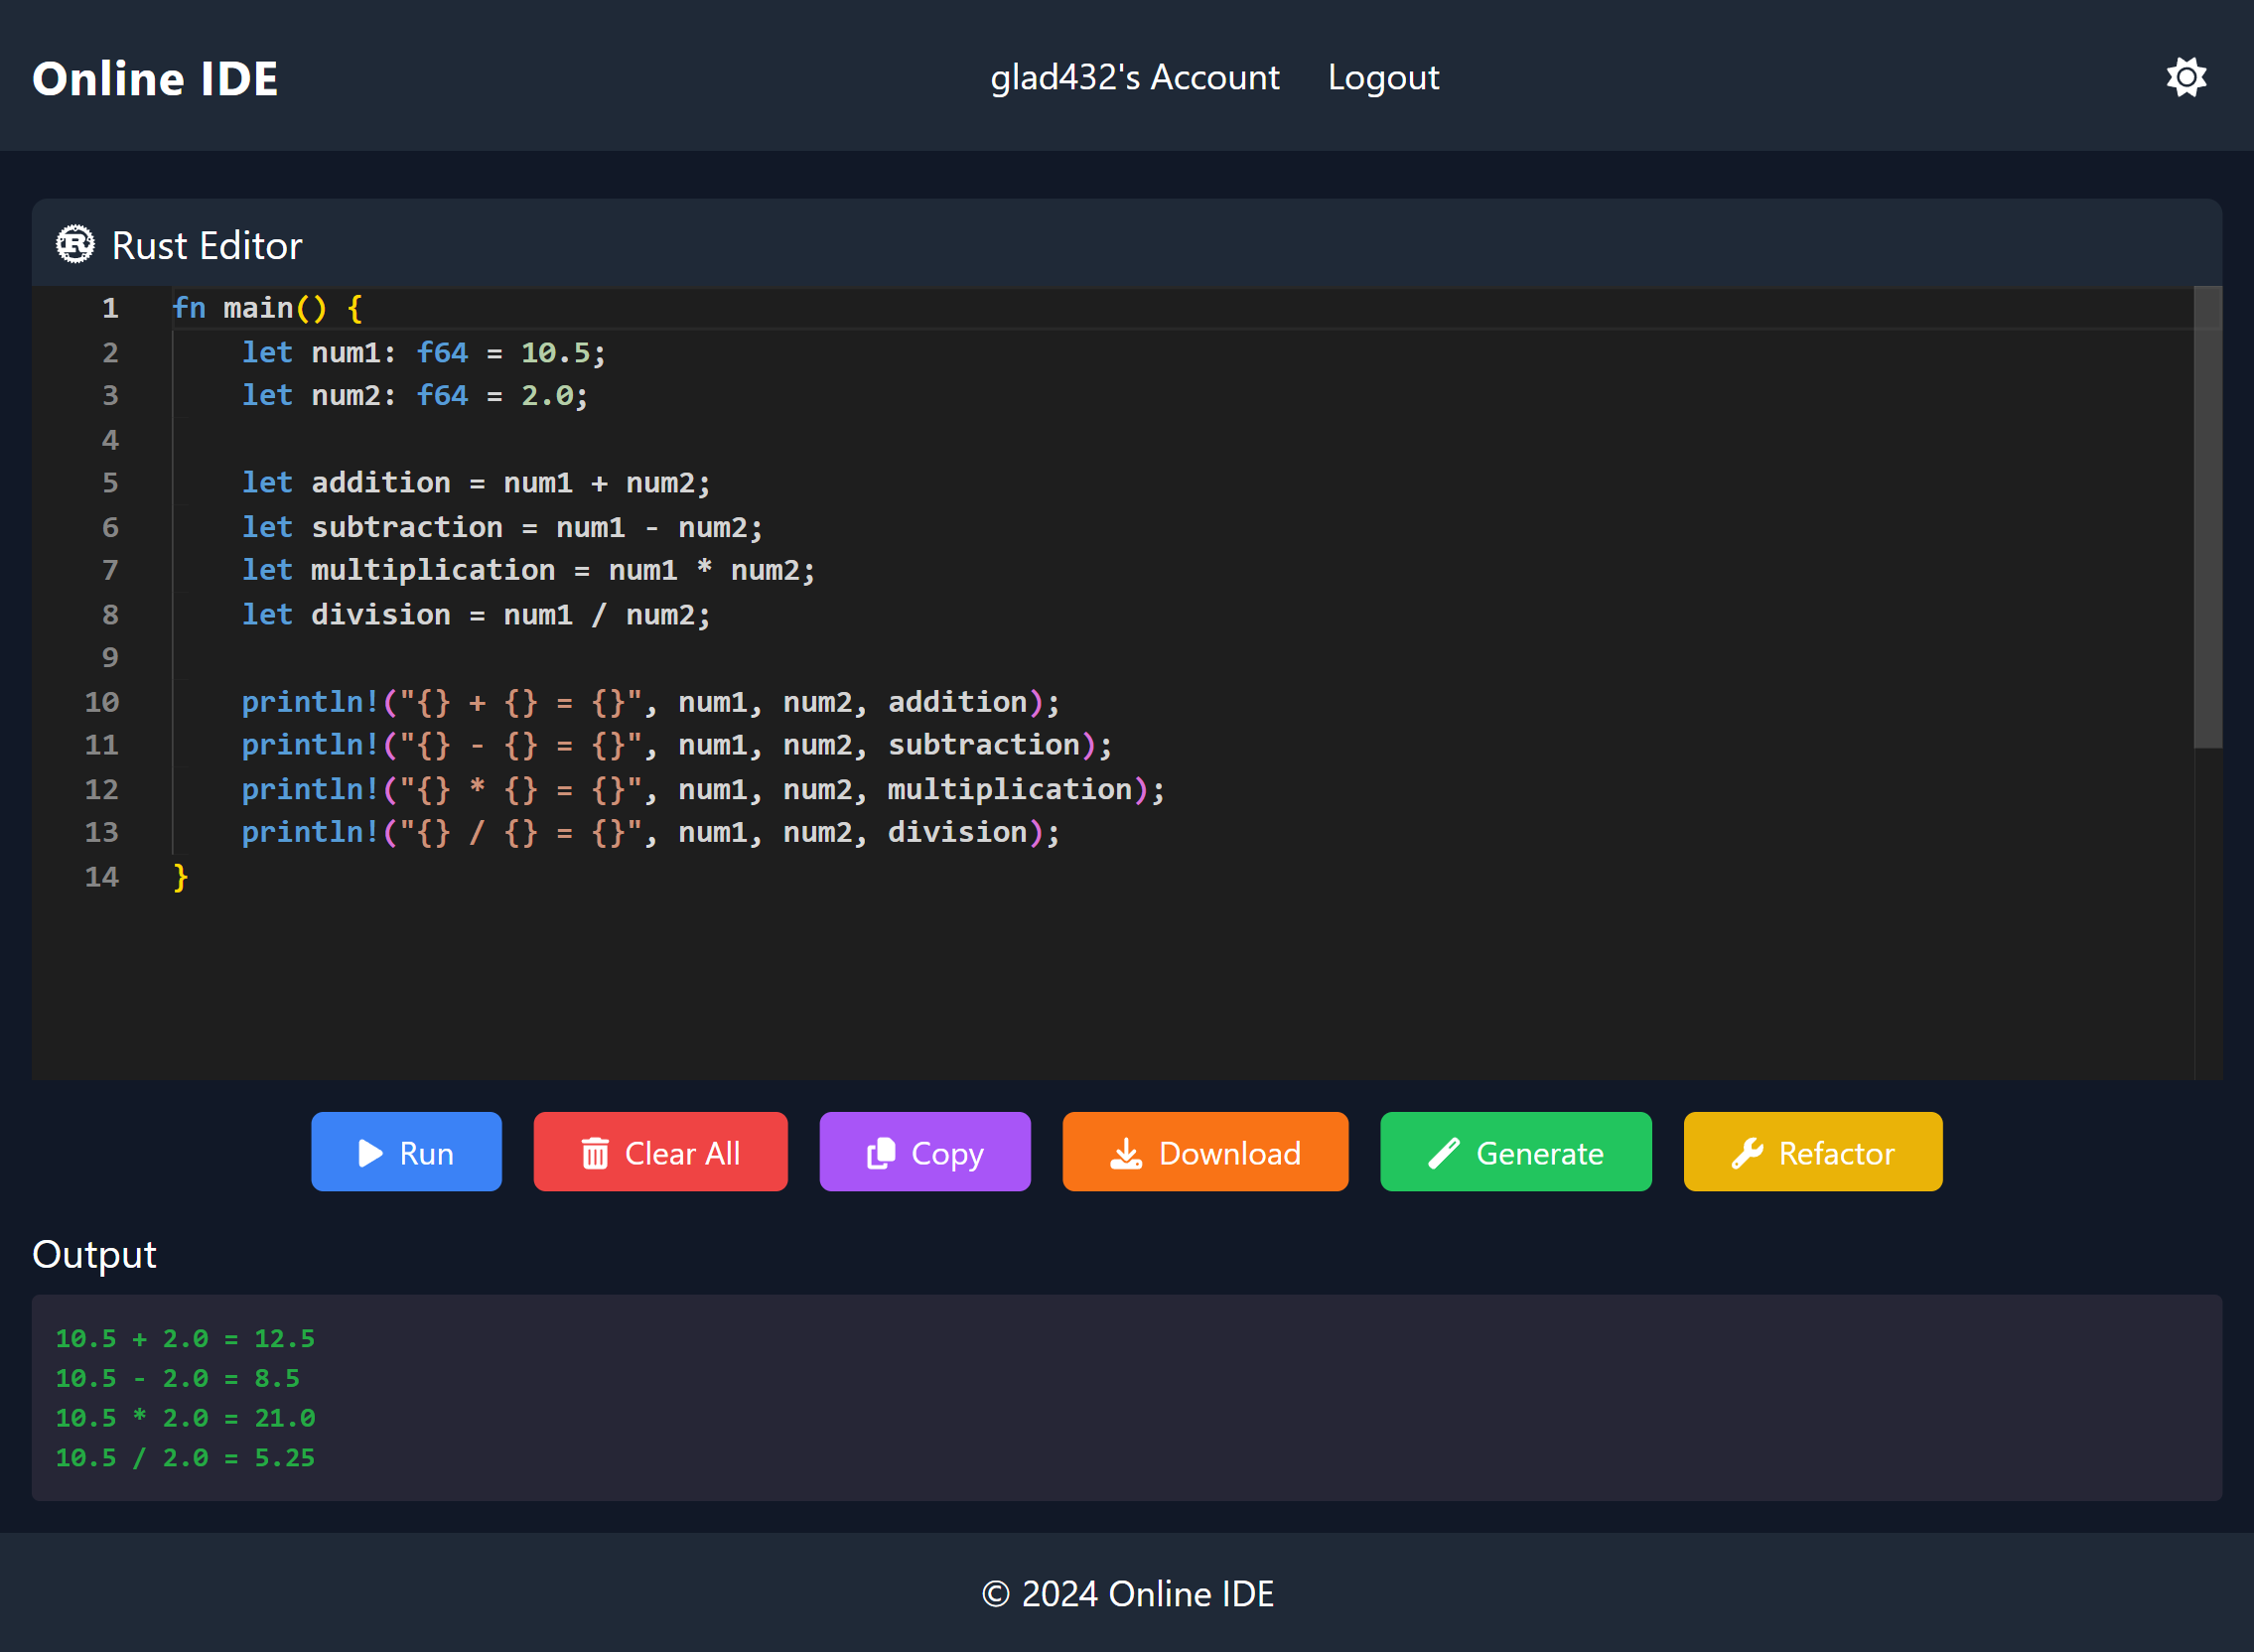 Online IDE
glad432's Account Logout
Rust Editor
1 fn main() {
2     let num1: f64 = 10.5;
3     let num2: f64 = 2.0;
4
5     let addition = num1 + num2;
6     let subtraction = num1 - num2;
7     let multiplication = num1 * num2;
8     let division = num1 / num2;
9
10     println!("{} + {} = {}", num1, num2, addition);
11     println!("{} - {} = {}", num1, num2, subtraction);
12     println!("{} * {} = {}", num1, num2, multiplication);
13     println!("{} / {} = {}", num1, num2, division);
14 }
Run Clear All Copy Download Generate Refactor
Output
10.5 + 2.0 = 12.5
10.5 - 2.0 = 8.5
10.5 * 2.0 = 21.0
10.5 / 2.0 = 5.25
© 2024 Online IDE